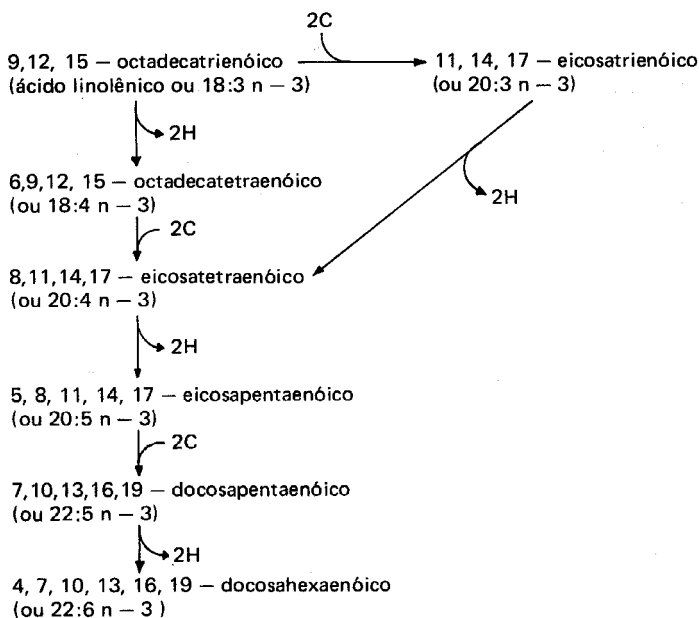 2C
9,12, 15 — octadecatrienóico
(ácido linolênico ou 18:3 n — 3)
11, 14, 17 — eicosatrienóico
(ou 20:3 n — 3)
2H
6,9,12, 15 — octadecatetraenóico
(ou 18:4 n — 3)
2H
2C
8,11,14,17 — eicosatetraenóico
(ou 20:4 n — 3)
2H
5, 8, 11, 14, 17 — eicosapentaenóico
(ou 20:5 n — 3)
2C
7,10,13,16,19 — docosapentaenóico
(ou 22:5 n — 3)
2H
4, 7, 10, 13, 16, 19 — docosahexaenóico
(ou 22:6 n — 3 )